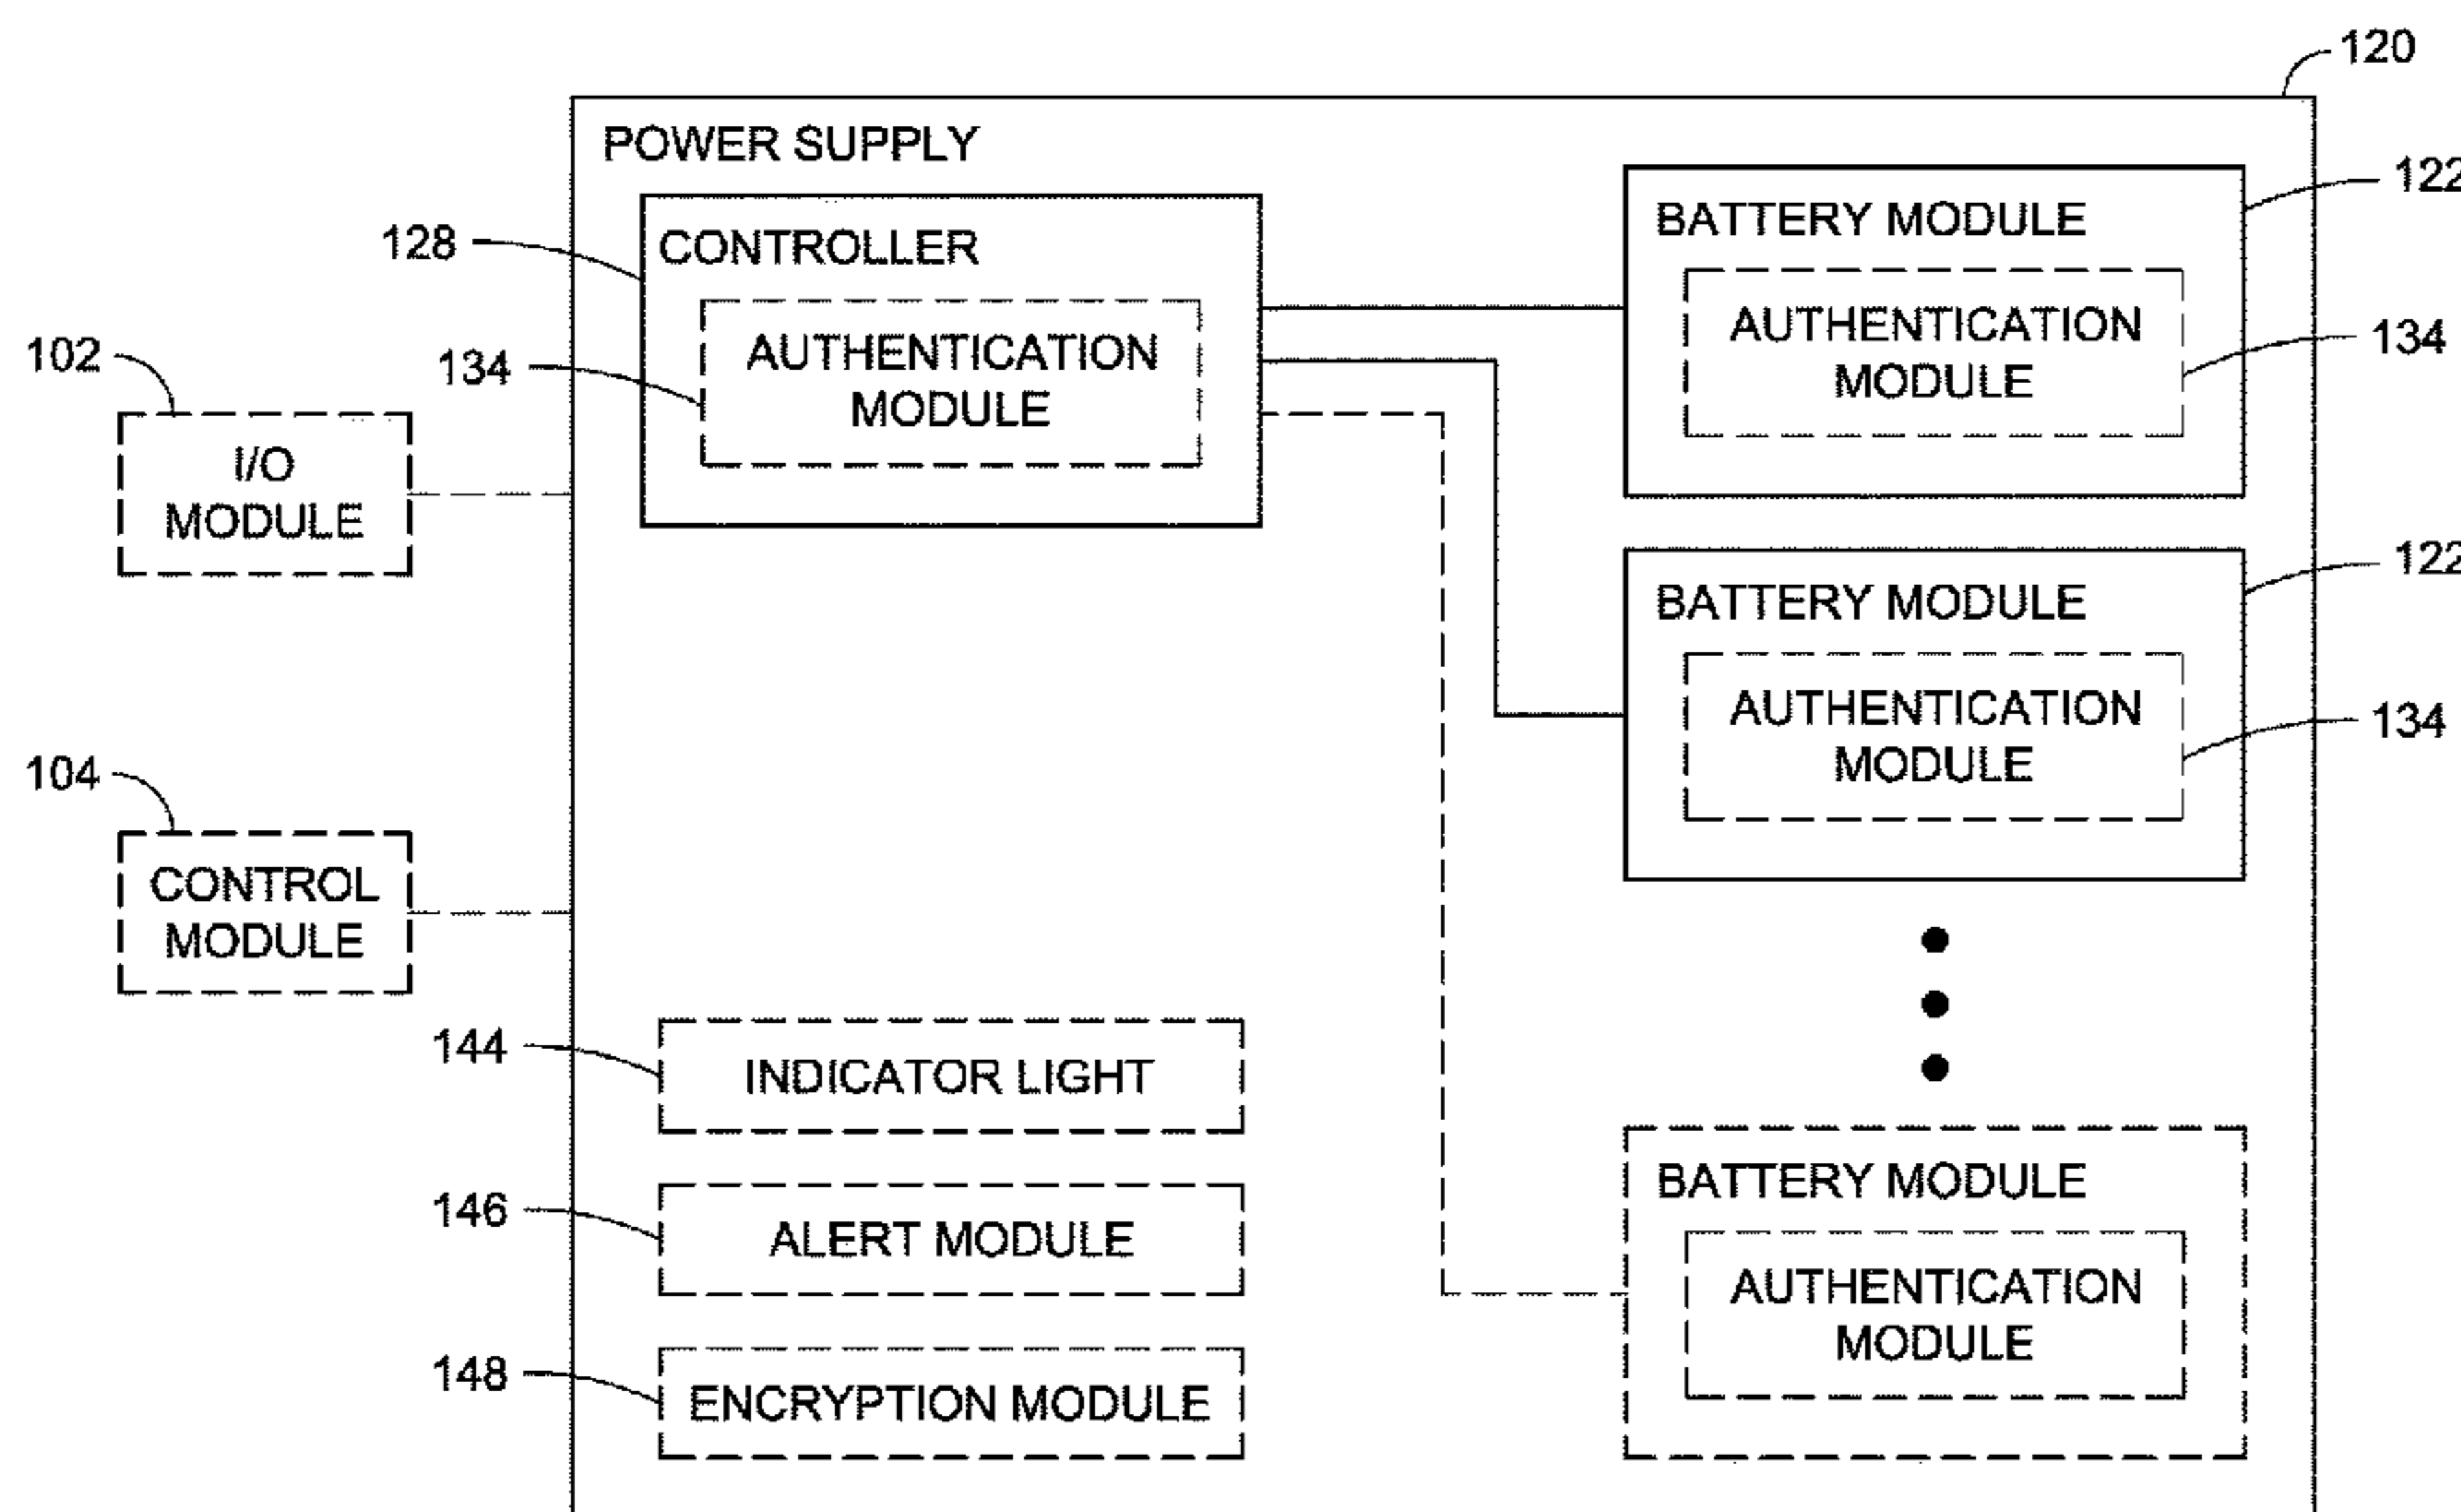 120
POWER SUPPLY
122
BATTERY MODULE
128
CONTROLLER
AUTHENTICATION
MODULE
134
102
134
AUTHENTICATION
MODULE
I/O
MODULE
122
BATTERY MODULE
AUTHENTICATION
MODULE
134
104
CONTROL
MODULE
144
INDICATOR LIGHT
146
ALERT MODULE
BATTERY MODULE
AUTHENTICATION
MODULE
148
ENCRYPTION MODULE